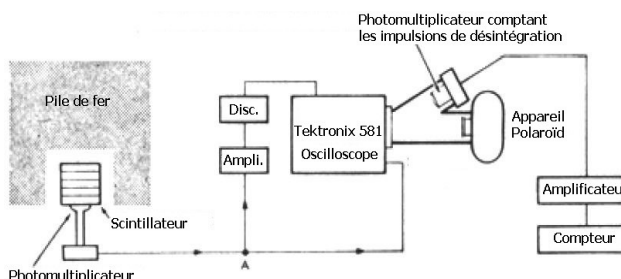 Photomultiplicateur comptant
les impulsions de désintégration
Pile de fer
Disc.
Tektronix 581
Oscilloscope
Appareil
Polaroïd
Ampli.
Amplificateur
Scintillateur
Compteur
Photomultiplicateur
A